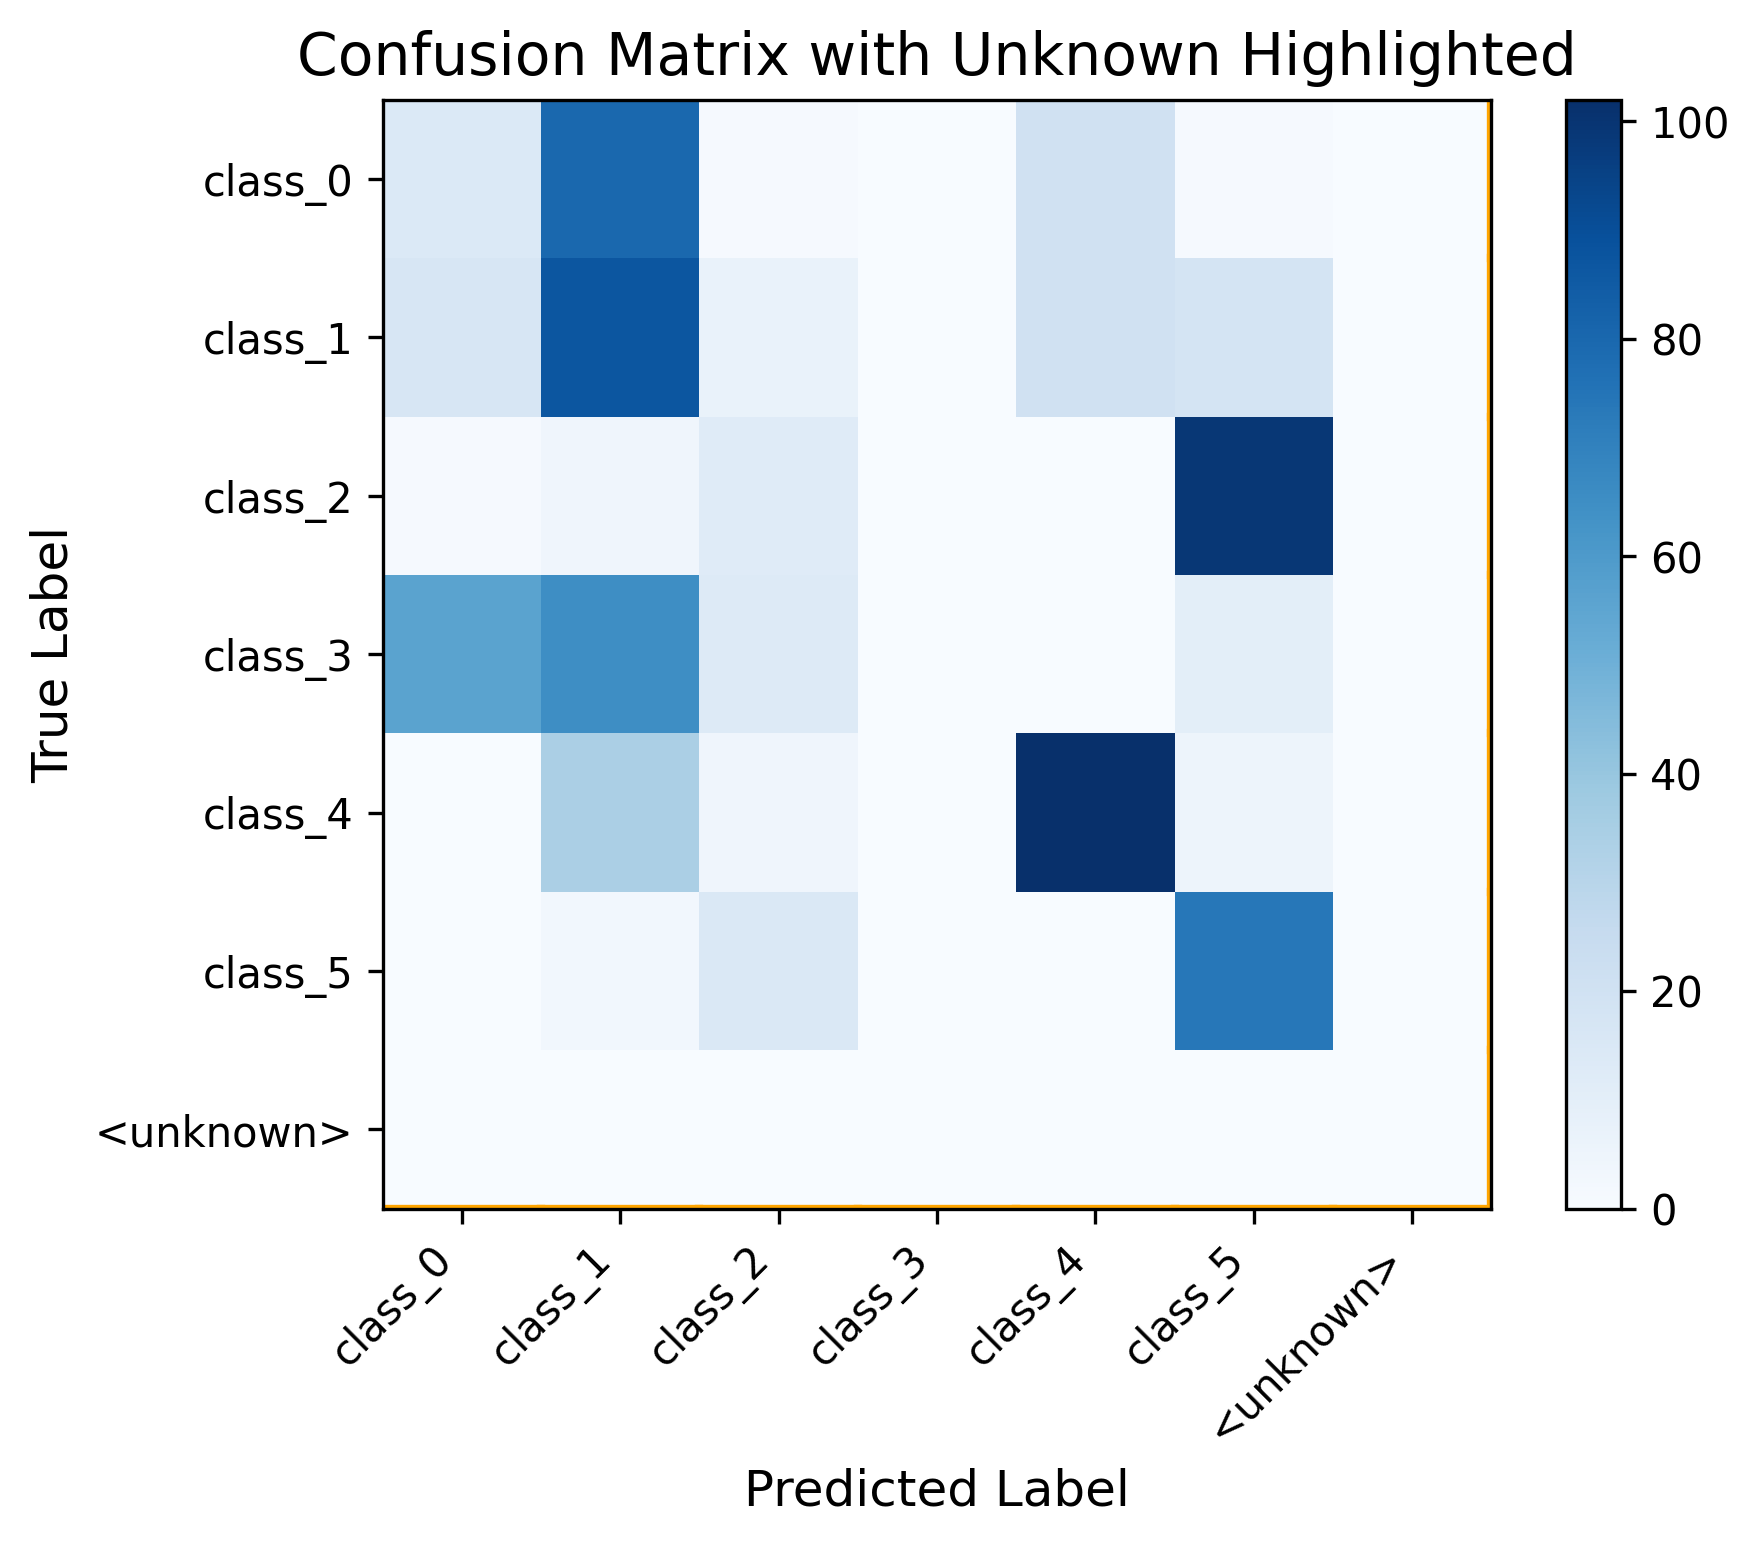 Confusion Matrix with Unknown Highlighted
True Label
class_0
class_1
class_2
class_3
class_4
class_5
<unknown>
class_0
class_1
class_2
class_3
class_4
class_5
<unknown>
Predicted Label
100
80
60
40
20
0